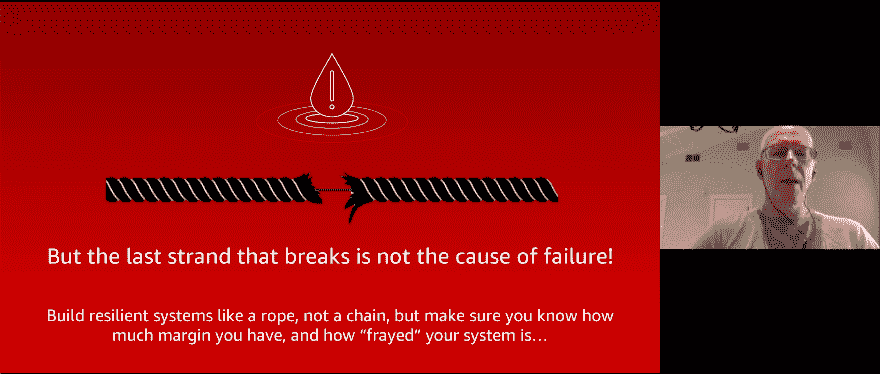 But the last strand that breaks is not the cause of failure!
Build resilient systems like a rope, not a chain, but make sure you know how
much margin you have, and how “frayed” your system is...